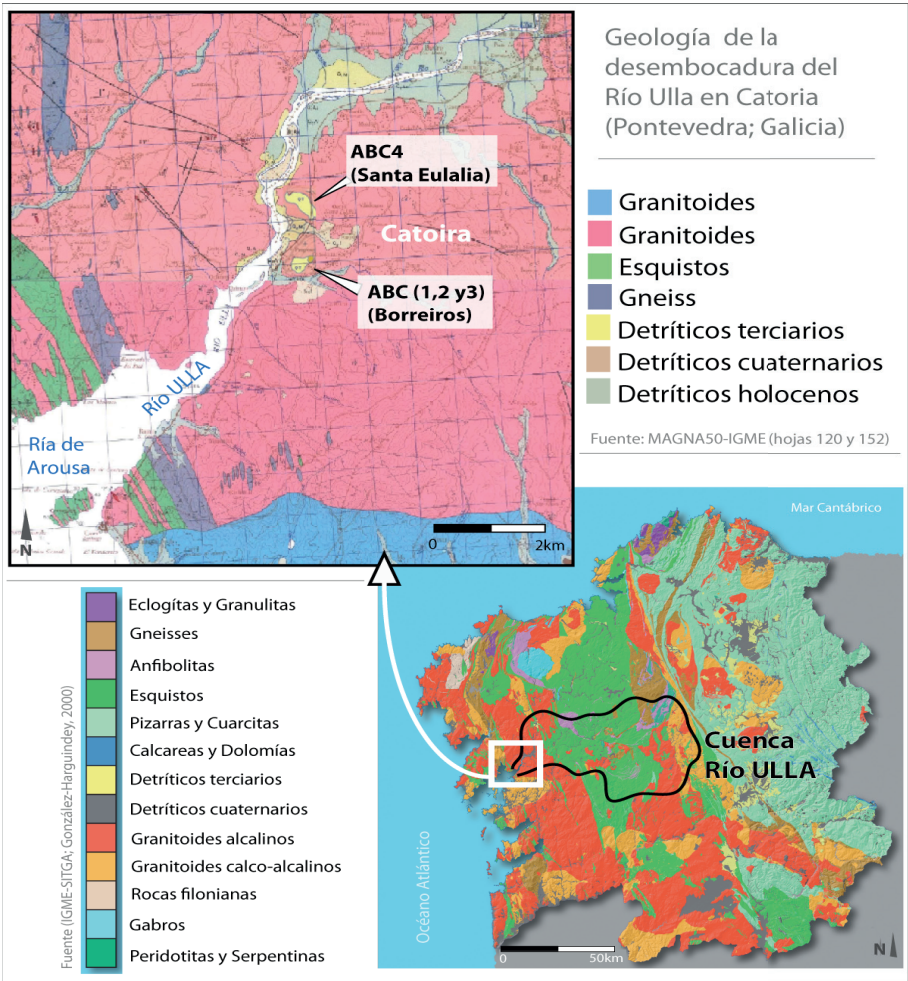 Geología de la
desembocadura del
Río Ulla en Catoria
(Pontevedra; Galicia)
ABC4
(Santa Eulalia)
Catoira
ABC (1,2 y3)
(Borreiros)
Río ULLA
Ría de
Arousa
N
0 2km
Granitoides
Granitoides
Esquistos
Gneiss
Detríticos terciarios
Detríticos cuaternarios
Detríticos holocenos
Fuente: MAGNA50-IGME (hojas 120 y 152)
Mar Cantábrico
Eclogítas y Granulitas
Gneisses
Anfibolitas
Esquistos
Pizarras y Cuarcitas
Calcareas y Dolomías
Detríticos terciarios
Detríticos cuaternarios
Granitoides alcalinos
Granitoides calco-alcalinos
Rocas filonianas
Gabros
Peridotitas y Serpentinas
Fuente (IGME-SITGA; González-Harguindey, 2000)
Cuenca
Río ULLA
Océano Atlántico
0 50km
N